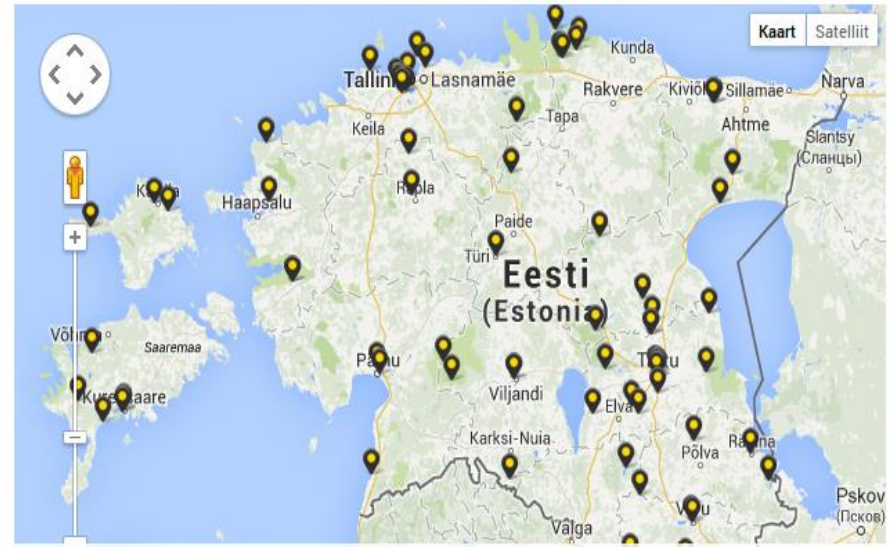 Kaart
Satelliit
Kunda
Tallinn
Lasnamäe
Rakvere
Kiviõli
Sillamäe
Narva
Tapa
Keila
Ahtme
Slantsy
(Сланцы)
Rapla
Haapsalu
Paide
Türi
Eesti
(Estonia)
Saaremaa
Pärnu
Tartu
Kuressaare
Viljandi
Elva
Karksi-Nuia
Räpina
Põlva
Pskov
(Псков)
Valga